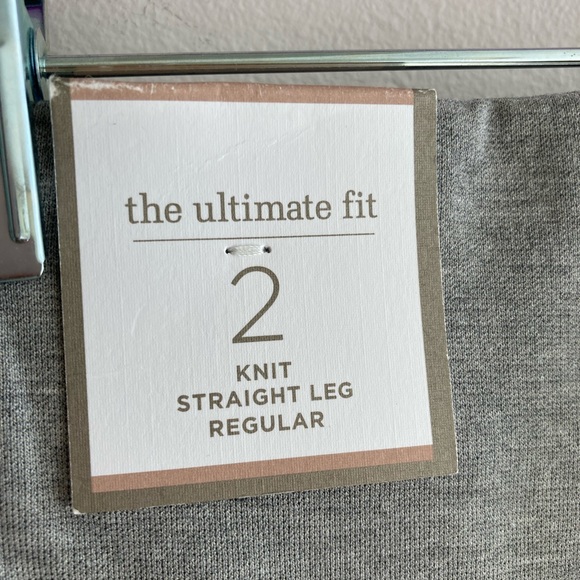 the ultimate fit
2
KNIT
STRAIGHT LEG
REGULAR